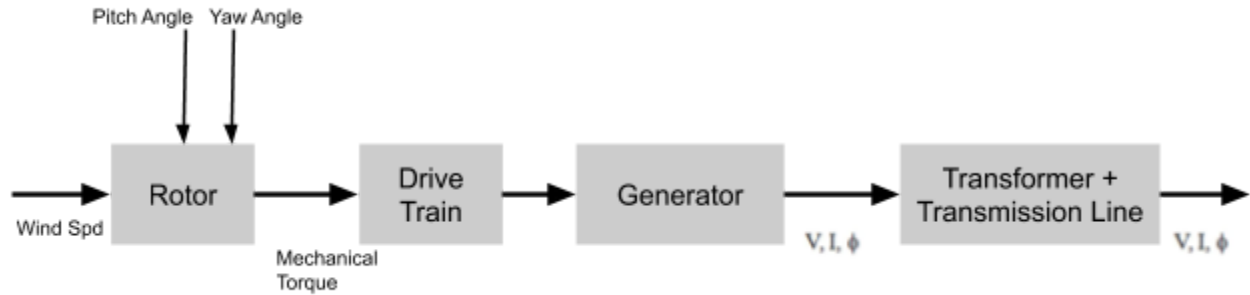 Pitch Angle Yaw Angle
Rotor
Drive
Train
Generator
Transformer +
Transmission Line
Wind Spd
Mechanical
Torque
V, I, ϕ
V, I, ϕ